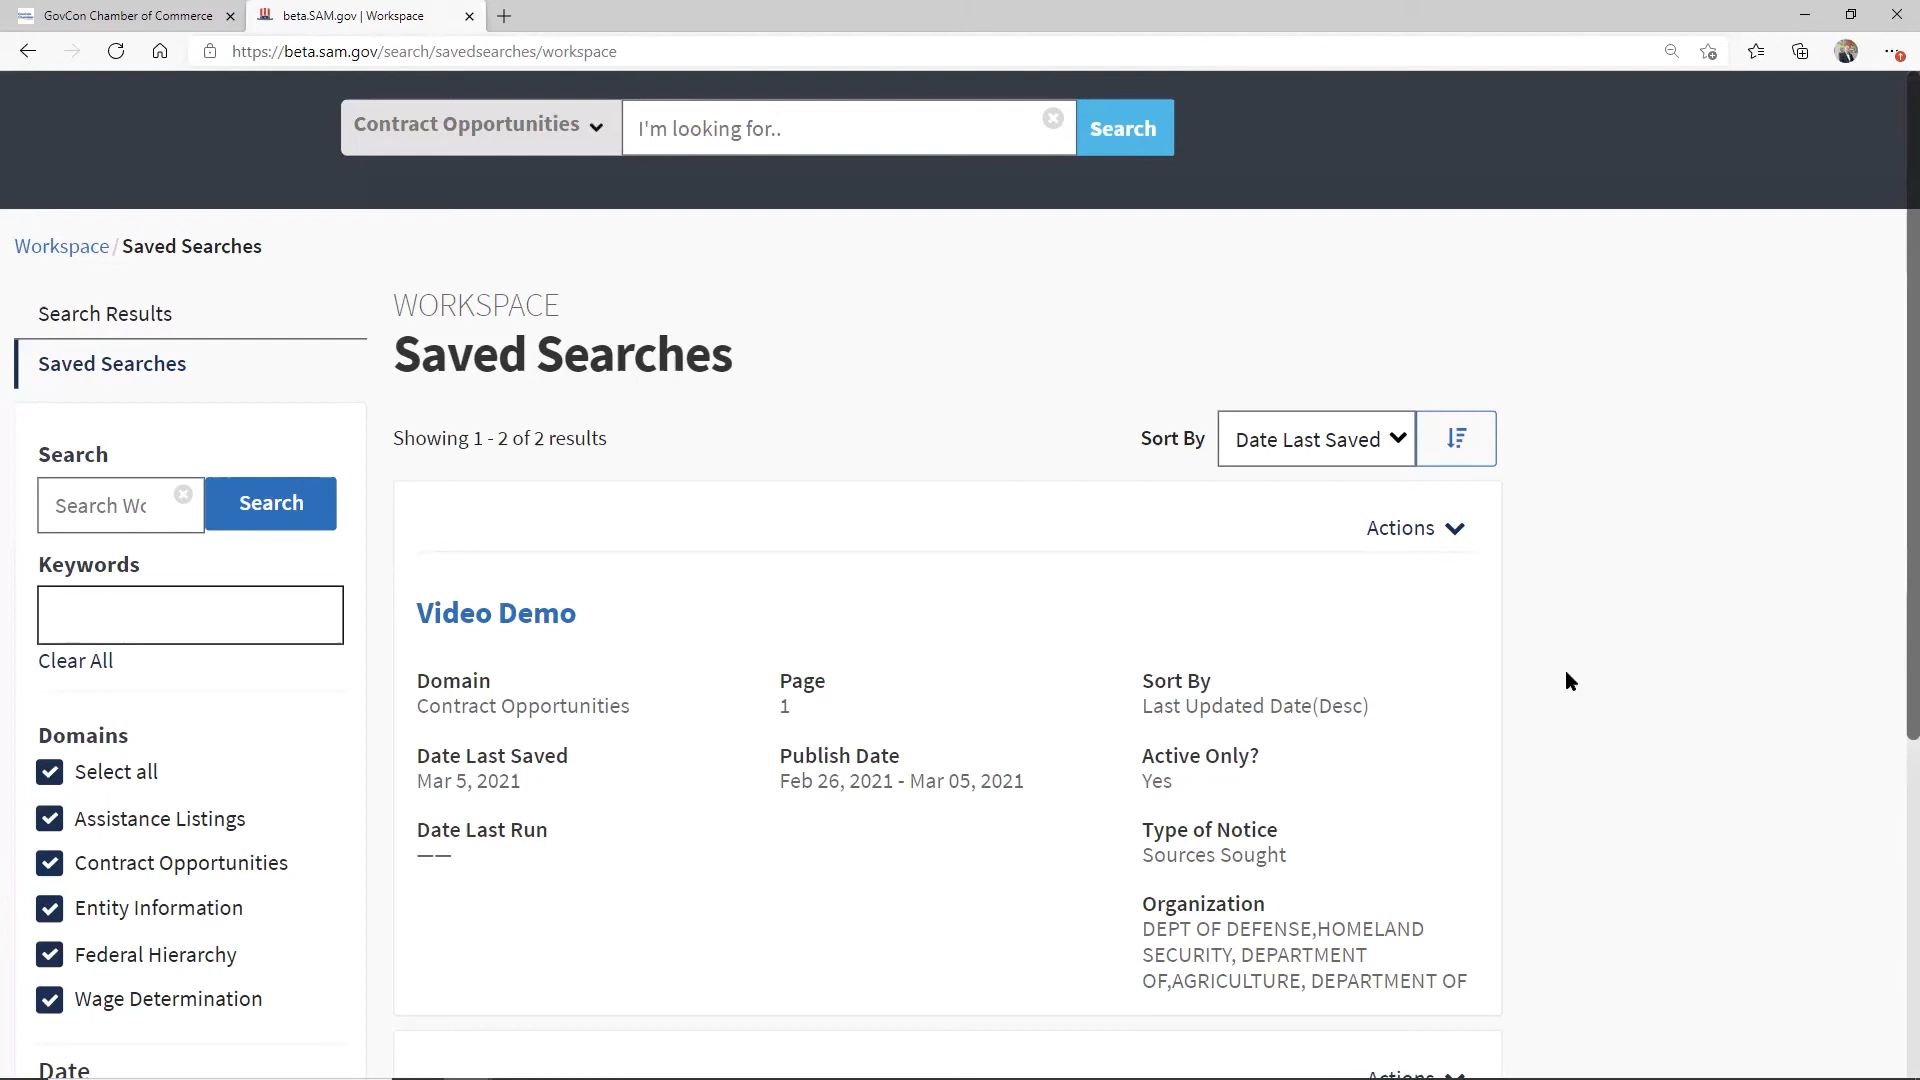 GovCon Chamber of Commerce
beta.SAM.gov | Workspace
https://beta.sam.gov/search/savedsearches/workspace
Contract Opportunities
I'm looking for..
Search
Workspace / Saved Searches
Search Results
Saved Searches
Search
Search Wo
Search
Keywords
Clear All
Domains
Select all
Assistance Listings
Contract Opportunities
Entity Information
Federal Hierarchy
Wage Determination
Date
WORKSPACE
Saved Searches
Showing 1 - 2 of 2 results
Sort By
Date Last Saved
Actions
Video Demo
Domain
Contract Opportunities
Page
1
Sort By
Last Updated Date(Desc)
Date Last Saved
Mar 5, 2021
Publish Date
Feb 26, 2021 - Mar 05, 2021
Active Only?
Yes
Date Last Run
——
Type of Notice
Sources Sought
Organization
DEPT OF DEFENSE,HOMELAND
SECURITY, DEPARTMENT
OF,AGRICULTURE, DEPARTMENT OF
Actions